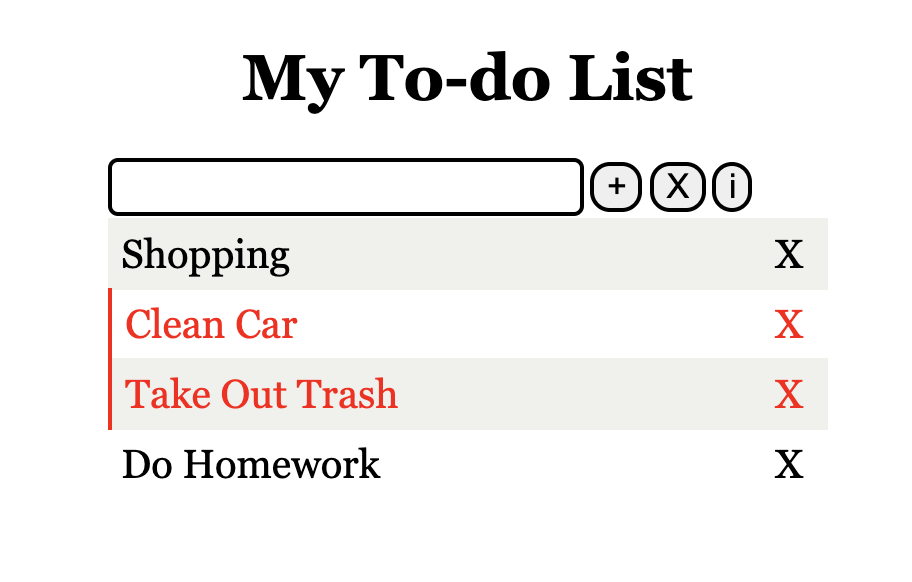 My To-do List
+ X i
Shopping X
Clean Car X
Take Out Trash X
Do Homework X